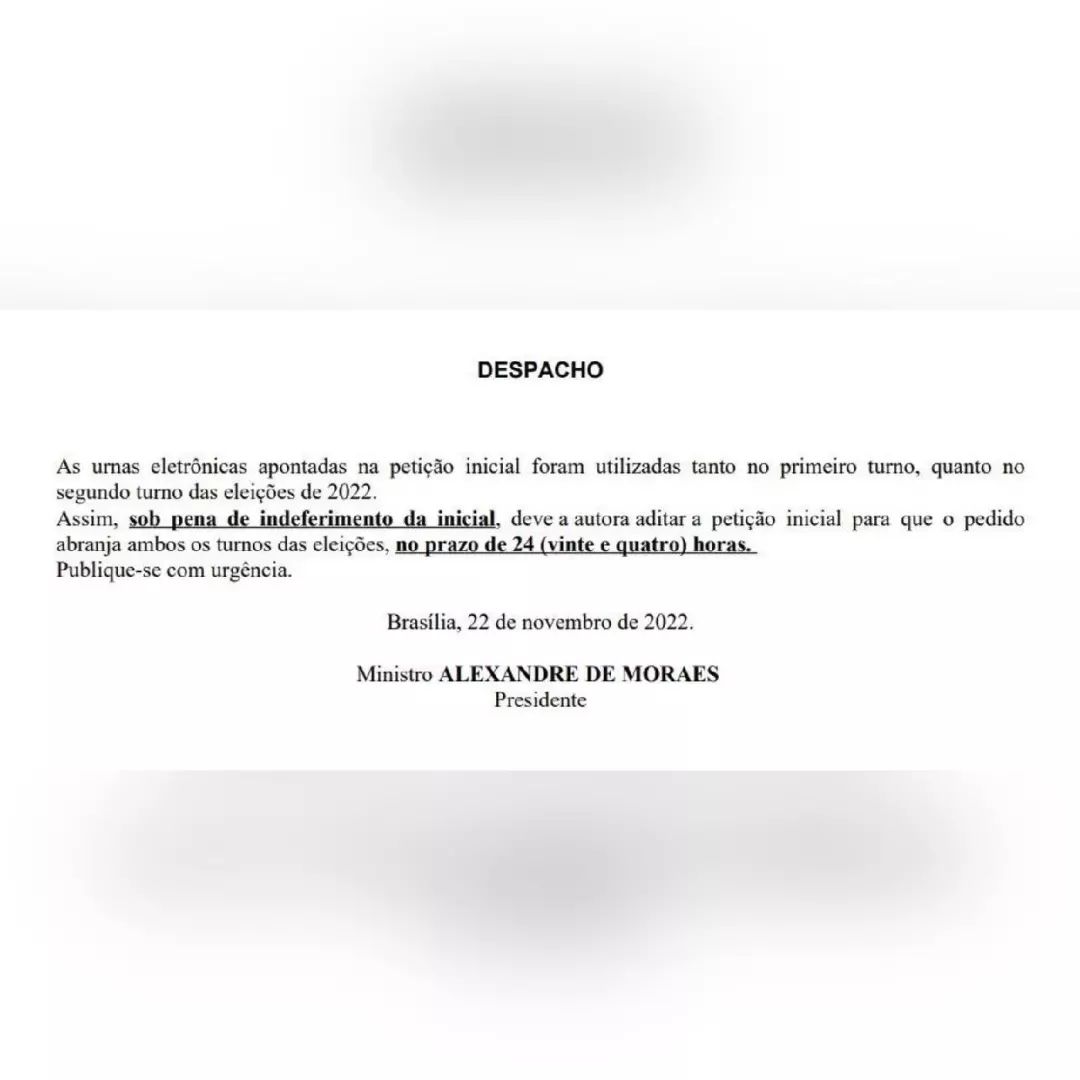 DESPACHO
As urnas eletrônicas apontadas na petição inicial foram utilizadas tanto no primeiro turno, quanto no
segundo turno das eleições de 2022.
Assim, sob pena de indeferimento da inicial, deve a autora aditar a petição inicial para que o pedido
abranja ambos os turnos das eleições, no prazo de 24 (vinte e quatro) horas.
Publique-se com urgência.
Brasília, 22 de novembro de 2022.
Ministro ALEXANDRE DE MORAES
Presidente